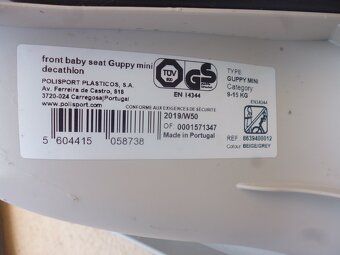 front baby seat Guppy mini
decathlon
POLISPORT PLASTICOS, S.A.
Av. Ferreira de Castro, 818
3720-024 Carregosa|Portugal
www.polisport.com
TÜV
GS
EN 14344
TYPE
GUPPY MINI
Category
9-15 KG
EN14344
CONFORME AUX EXIGENCES DE SÉCURITÉ
2019/W50
OF 0001571347
Made in Portugal
5 604415 058738
REF. 8639400012
Colour BEIGE/GREY